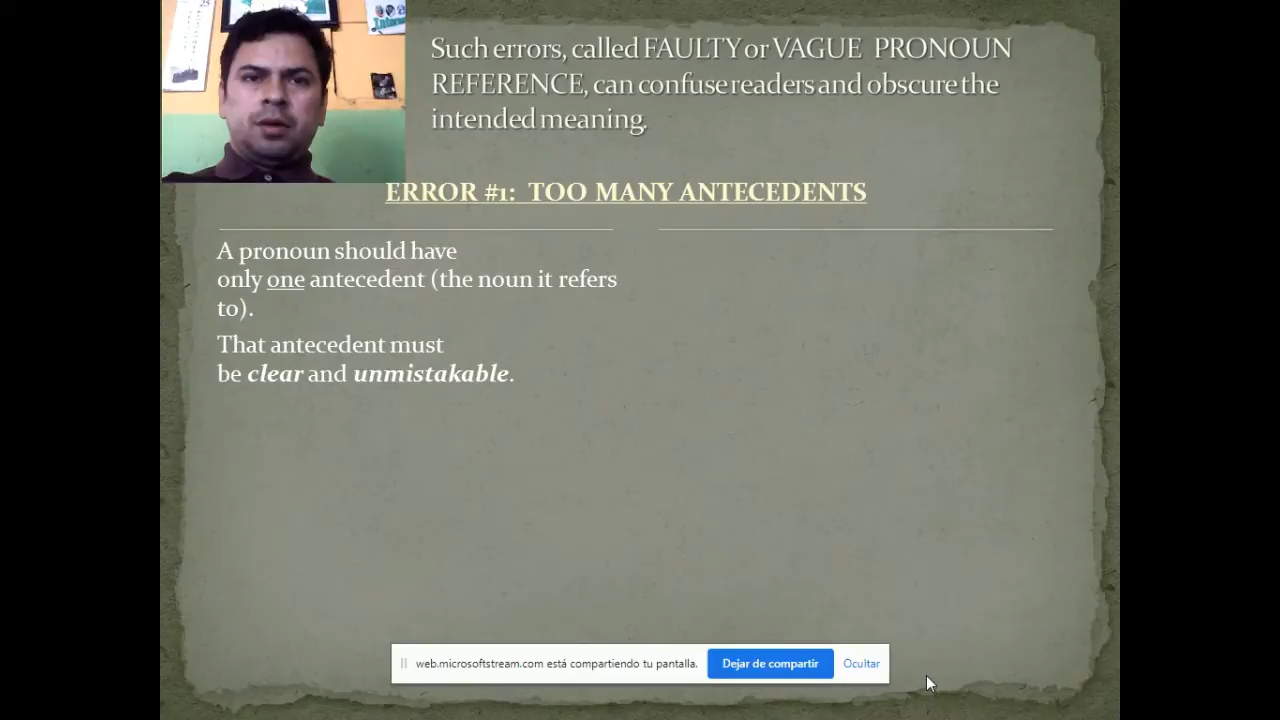 25
Such errors, called FAULTY or VAGUE PRONOUN
REFERENCE, can confuse readers and obscure the
intended meaning.
ERROR #1: TOO MANY ANTECEDENTS
A pronoun should have
only one antecedent (the noun it refers
to).
That antecedent must
be clear and unmistakable.
web.microsoftstream.com está compartiendo tu pantalla.
Dejar de compartir
Ocultar